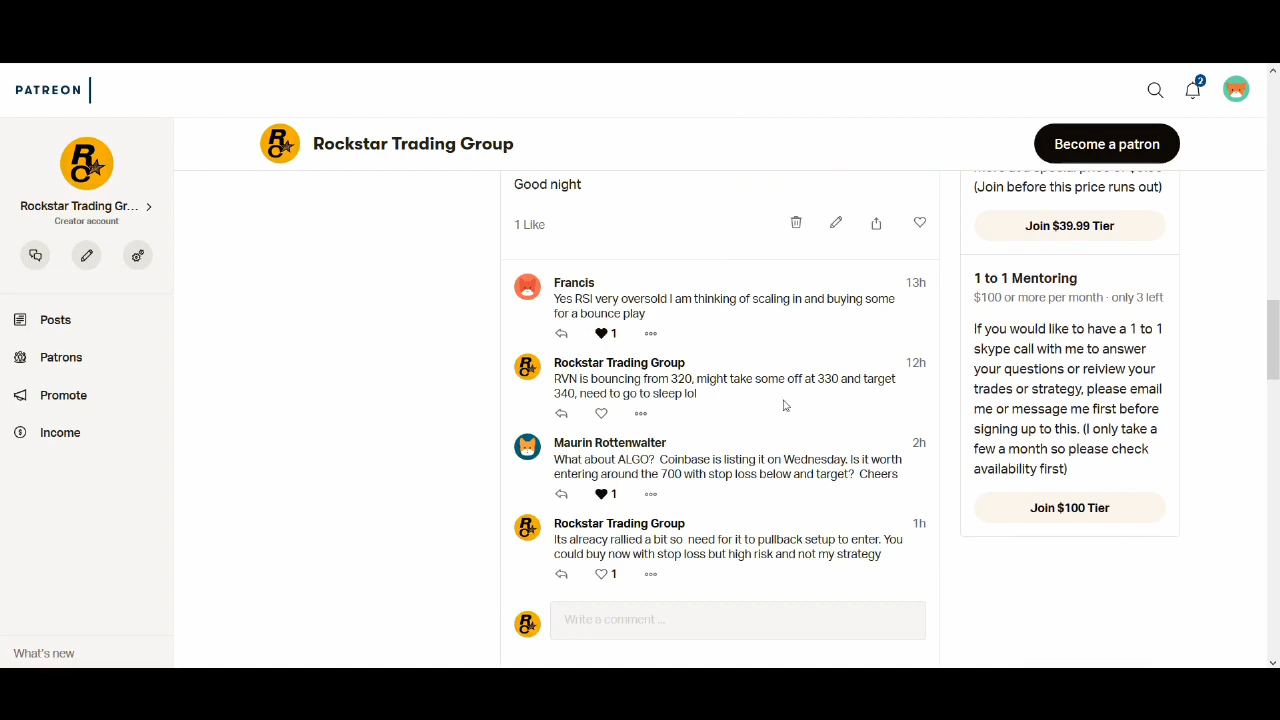 PATREON
2
Rockstar Trading Group
Become a patron
Rockstar Trading Gr...
Creator account
Posts
Patrons
Promote
Income
What's new
Good night
1 Like
Francis
13h
Yes RSI very oversold I am thinking of scaling in and buying some
for a bounce play
1
Rockstar Trading Group
12h
RVN is bouncing from 320, might take some off at 330 and target
340, need to go to sleep lol
Maurin Rottenwalter
2h
What about ALGO? Coinbase is listing it on Wednesday. Is it worth
entering around the 700 with stop loss below and target? Cheers
1
Rockstar Trading Group
1h
Its alreacy rallied a bit so need for it to pullback setup to enter. You
could buy now with stop loss but high risk and not my strategy
1
Write a comment ...
(Join before this price runs out)
Join $39.99 Tier
1 to 1 Mentoring
$100 or more per month · only 3 left
If you would like to have a 1 to 1
skype call with me to answer
your questions or reiview your
trades or strategy, please email
me or message me first before
signing up to this. (I only take a
few a month so please check
availability first)
Join $100 Tier